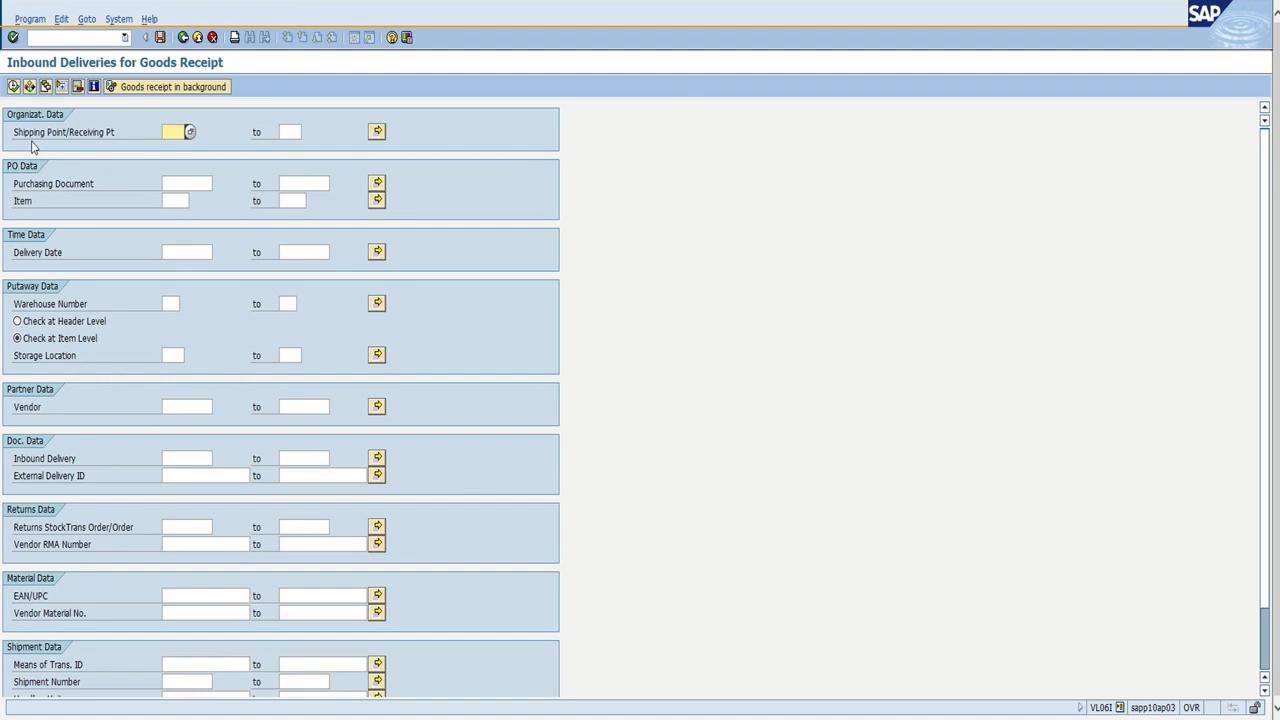 Program Edit Goto System Help
SAP
Inbound Deliveries for Goods Receipt
Goods receipt in background
Organizat. Data
Shipping Point/Receiving Pt to
PO Data
Purchasing Document to
Item to
Time Data
Delivery Date to
Putaway Data
Warehouse Number to
Check at Header Level
Check at Item Level
Storage Location to
Partner Data
Vendor to
Doc. Data
Inbound Delivery to
External Delivery ID to
Returns Data
Returns StockTrans Order/Order to
Vendor RMA Number to
Material Data
EAN/UPC to
Vendor Material No. to
Shipment Data
Means of Trans. ID to
Shipment Number to
VL06I sapp10ap03 OVR